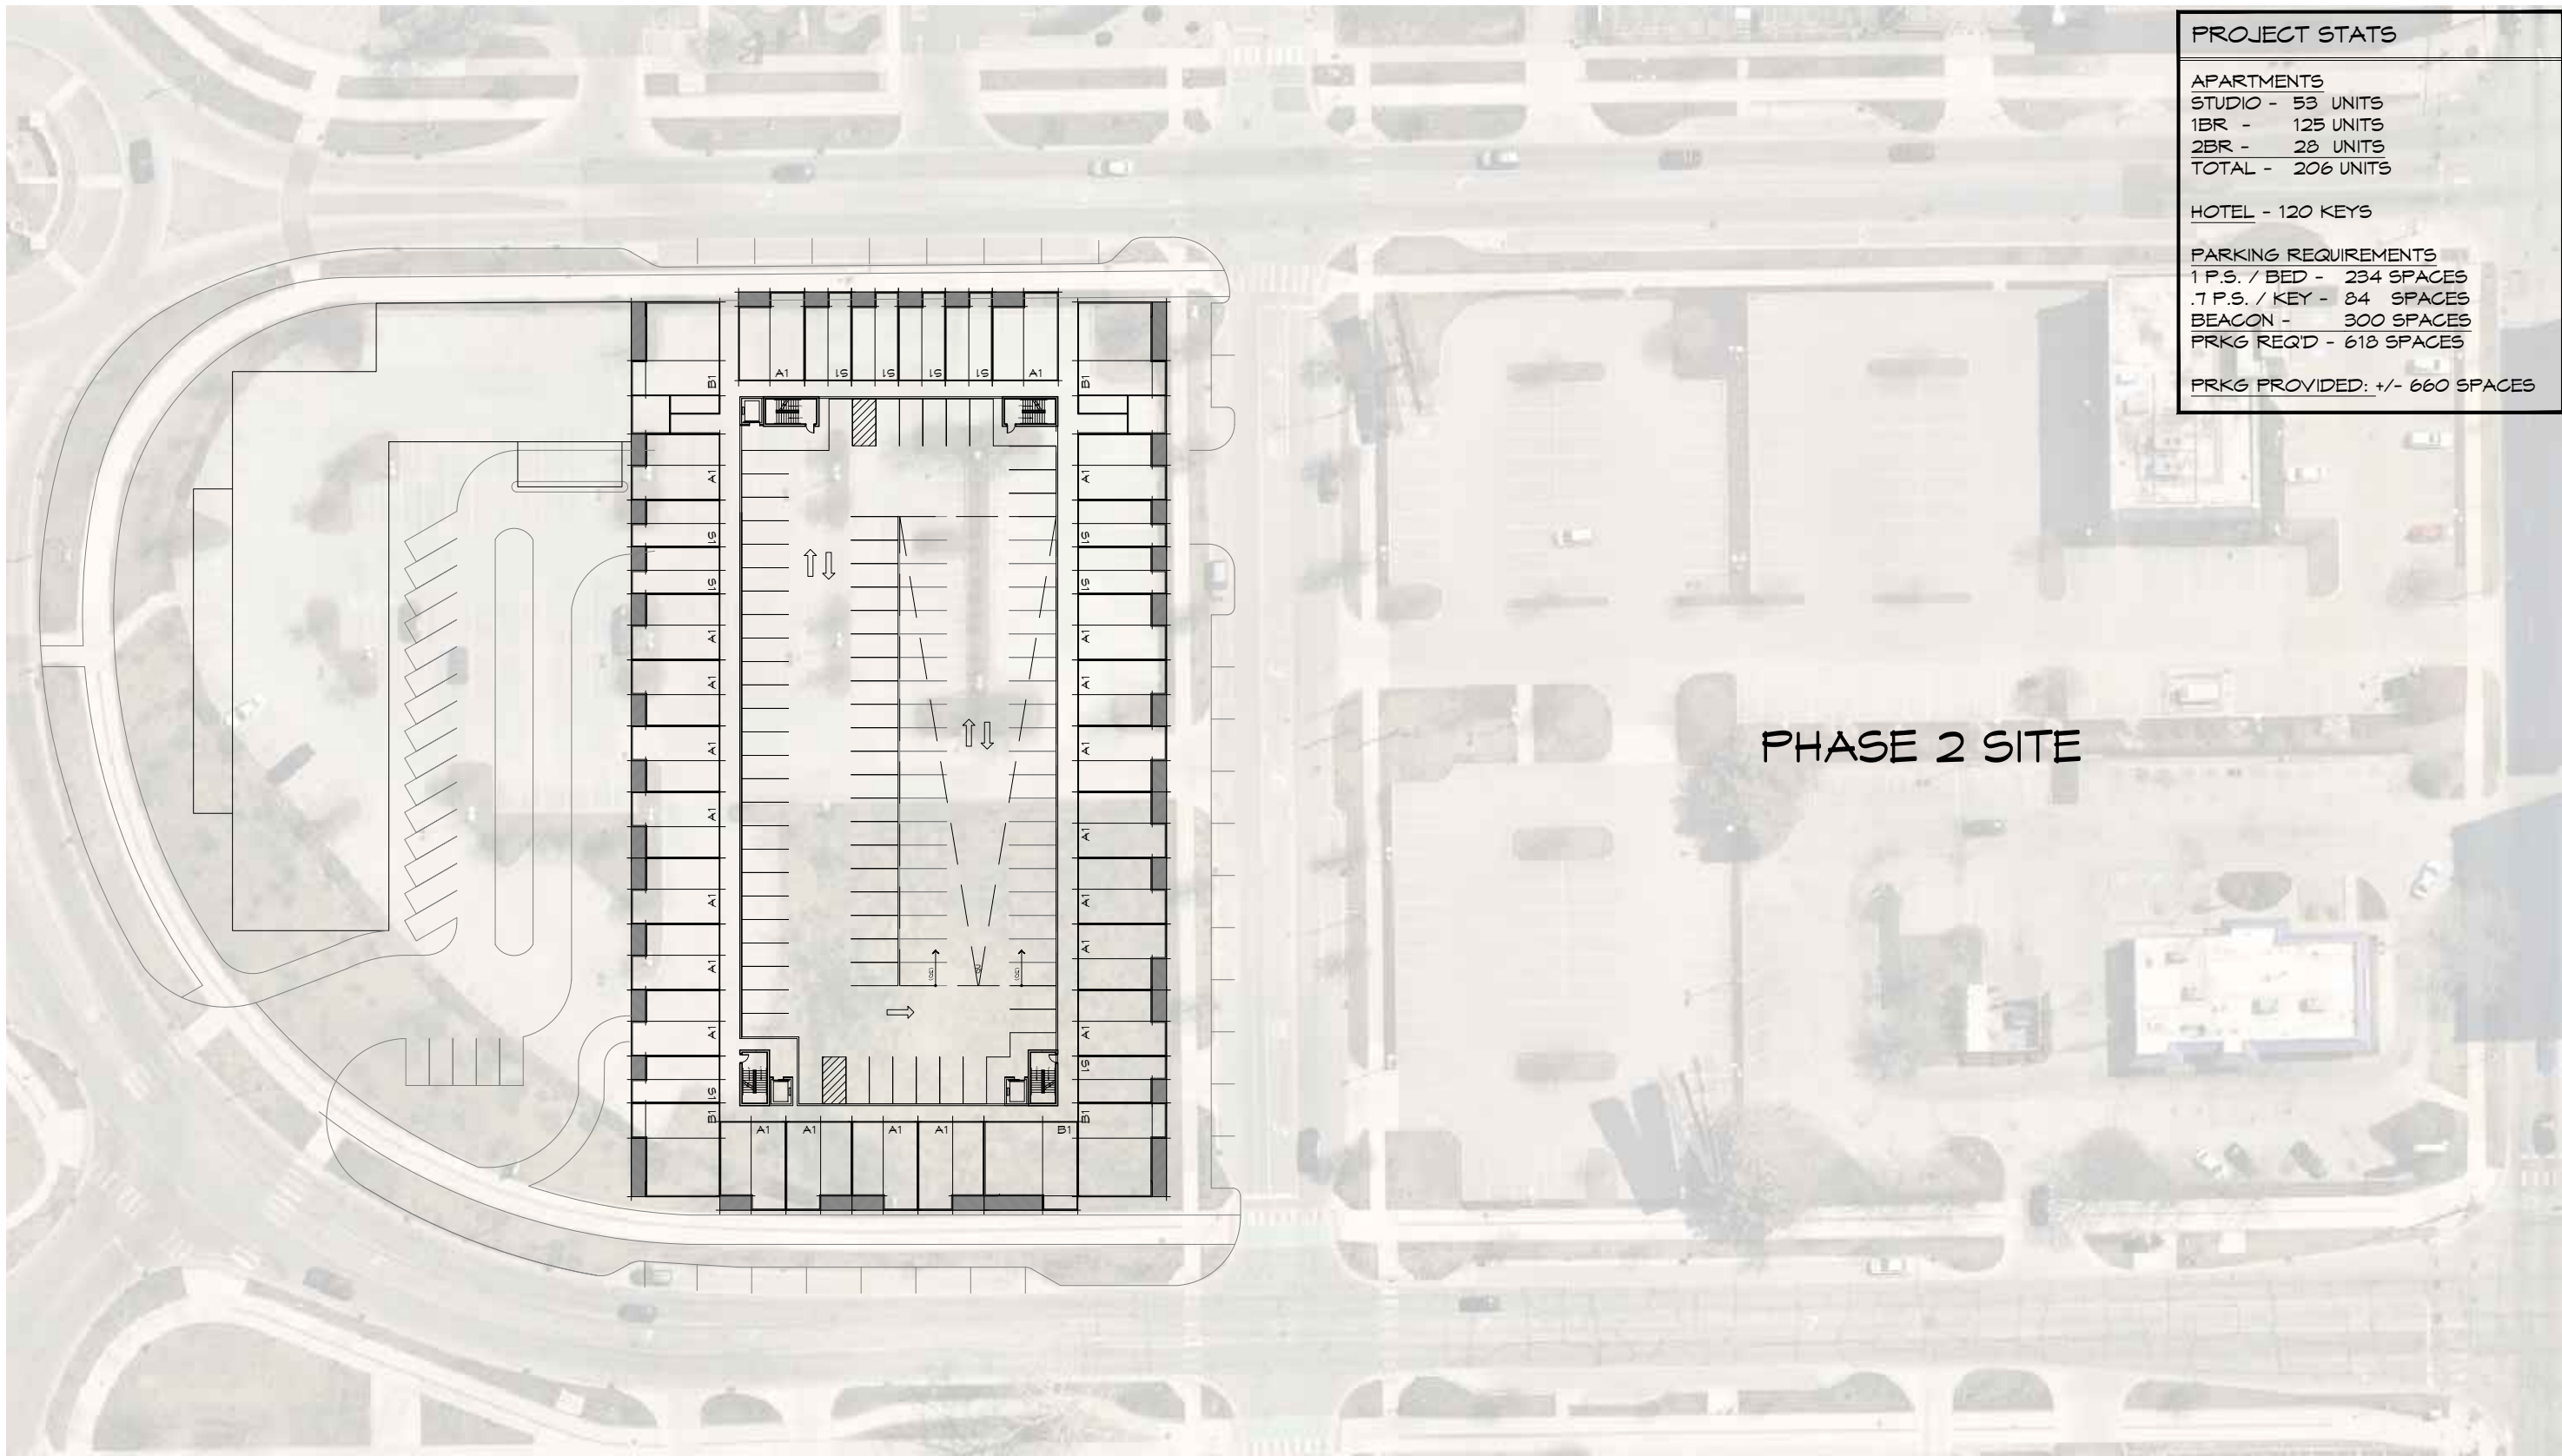 PROJECT STATS
APARTMENTS
STUDIO - 53 UNITS
1BR - 125 UNITS
2BR - 28 UNITS
TOTAL - 206 UNITS
HOTEL - 120 KEYS
PARKING REQUIREMENTS
1 P.S. / BED - 234 SPACES
.7 P.S. / KEY - 84 SPACES
BEACON - 300 SPACES
PRKG REQ'D - 618 SPACES
PRKG PROVIDED: +/- 660 SPACES
A1
S1
S1
S1
S1
A1
B1
A1
S1
S1
A1
A1
A1
A1
A1
A1
A1
S1
B1
B1
A1
S1
S1
A1
A1
A1
A1
A1
A1
A1
S1
B1
A1
A1
A1
A1
B1
PHASE 2 SITE